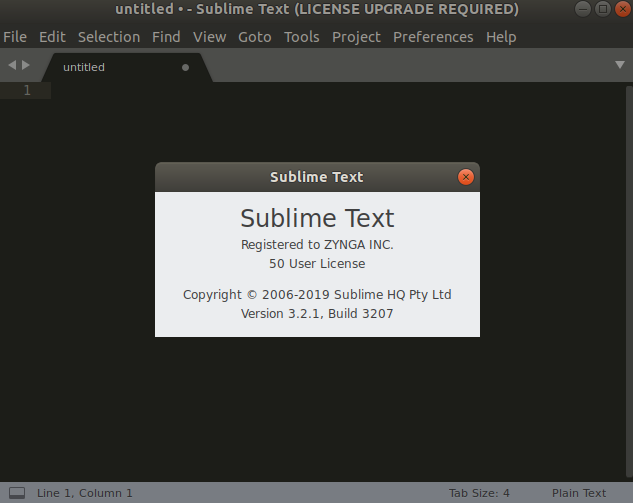 untitled • - Sublime Text (LICENSE UPGRADE REQUIRED)
File Edit Selection Find View Goto Tools Project Preferences Help
untitled
1
Sublime Text
Sublime Text
Registered to ZYNGA INC.
50 User License
Copyright © 2006-2019 Sublime HQ Pty Ltd
Version 3.2.1, Build 3207
Line 1, Column 1 Tab Size: 4 Plain Text